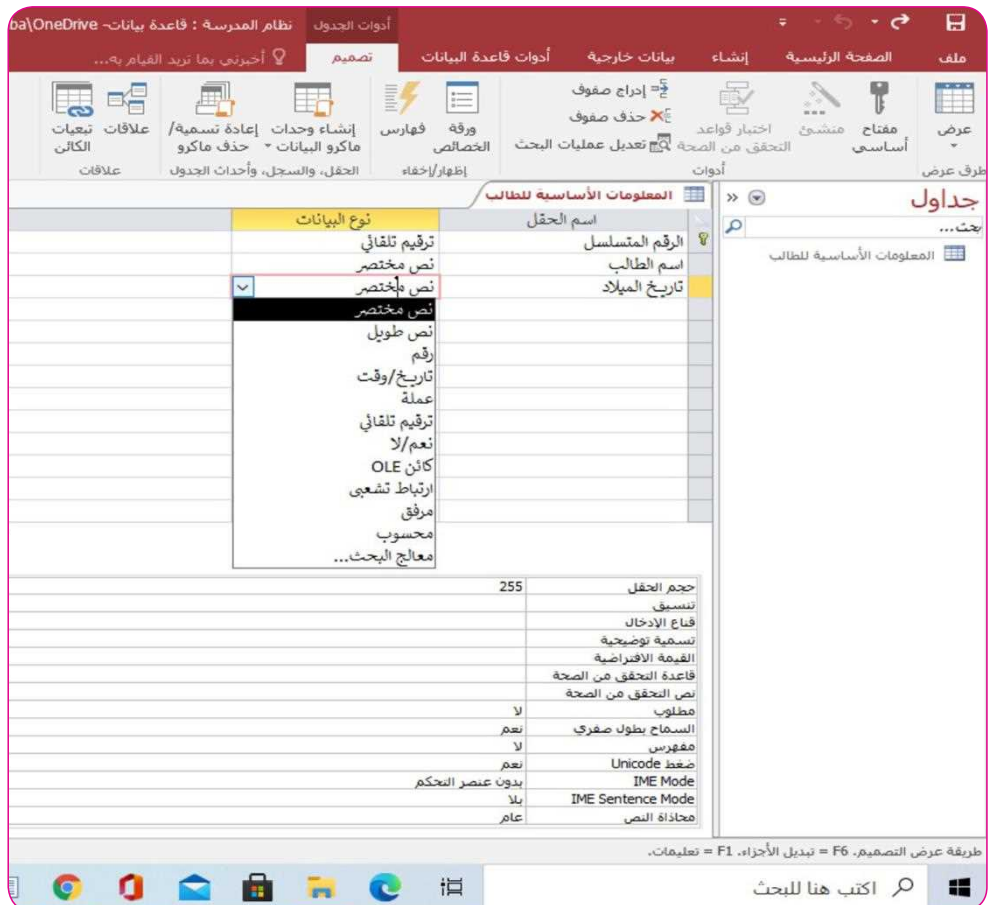 أدوات الجدول نظام المدرسة : قاعدة بيانات- ba\OneDrive
ملف الصفحة الرئيسية إنشاء بيانات خارجية أدوات قاعدة البيانات تصميم أخبرني بما تريد القيام به...
عرض
مفتاح أساسي
منشئ
اختبار قواعد التحقق من الصحة
إدراج صفوف
حذف صفوف
تعديل عمليات البحث
ورقة الخصائص
فهارس
إنشاء وحدات ماكرو البيانات
إعادة تسمية/ حذف ماكرو
علاقات
تبعيات الكائن
طرق عرض أدوات إظهار/إخفاء الحقل، والسجل، وأحداث الجدول علاقات
جداول
بحث...
المعلومات الأساسية للطالب
المعلومات الأساسية للطالب
اسم الحقل نوع البيانات
الرقم المتسلسل ترقيم تلقائي
اسم الطالب نص مختصر
تاريخ الميلاد نص مختصر
نص مختصر
نص طويل
رقم
تاريخ/وقت
عملة
ترقيم تلقائي
نعم/لا
كائن OLE
ارتباط تشعبي
مرفق
محسوب
معالج البحث...
حجم الحقل 255
تنسيق
قناع الإدخال
تسمية توضيحية
القيمة الافتراضية
قاعدة التحقق من الصحة
نص التحقق من الصحة
مطلوب لا
السماح بطول صفري نعم
مفهرس لا
ضغط Unicode نعم
IME Mode بدون عنصر التحكم
IME Sentence Mode بلا
محاذاة النص عام
طريقة عرض التصميم. F6 = تبديل الأجزاء. F1 = تعليمات.
اكتب هنا للبحث